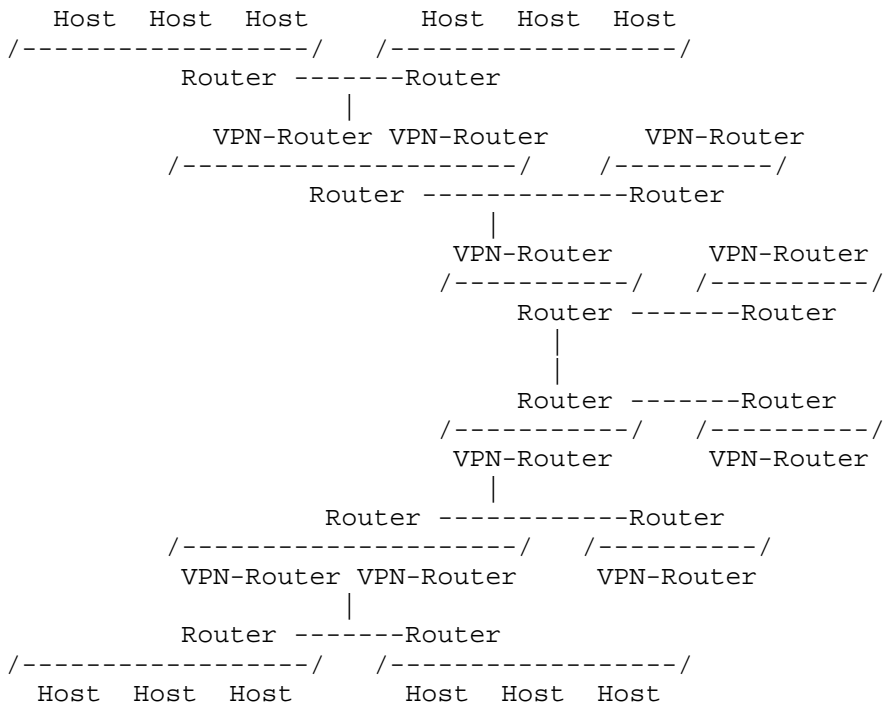 Host Host Host Host Host Host
/------------------/ /------------------/
Router -------Router
|
VPN-Router VPN-Router VPN-Router
/---------------------/ /----------/
Router -------------Router
|
VPN-Router VPN-Router
/-----------/ /----------/
Router -------Router
|
|
Router -------Router
/-----------/ /----------/
VPN-Router VPN-Router
|
Router ------------Router
/---------------------/ /----------/
VPN-Router VPN-Router VPN-Router
|
Router -------Router
/------------------/ /------------------/
Host Host Host Host Host Host